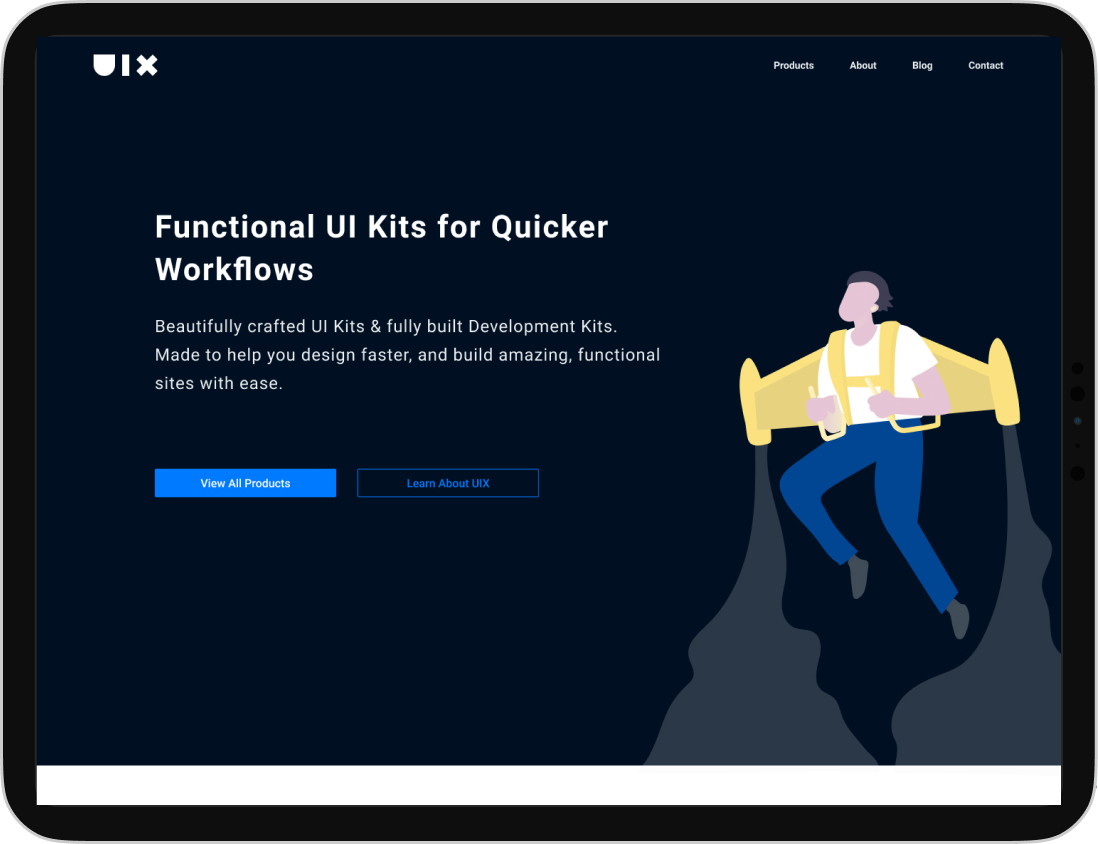 UIX
Products About Blog Contact
Functional UI Kits for Quicker
Workflows
Beautifully crafted UI Kits & fully built Development Kits.
Made to help you design faster, and build amazing, functional
sites with ease.
View All Products Learn About UIX